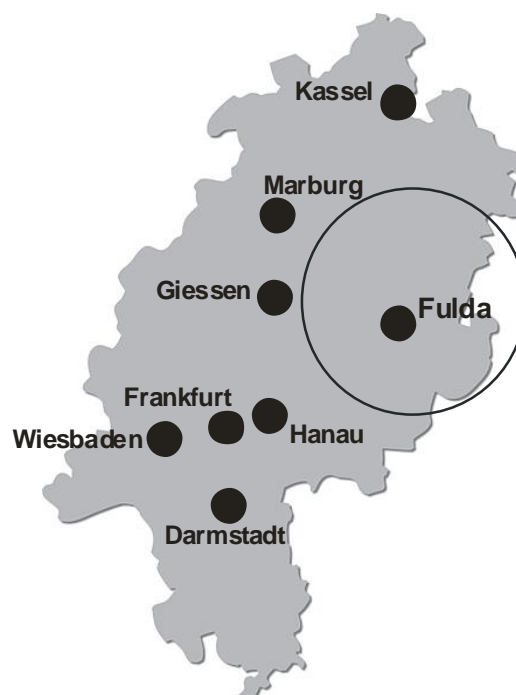 Kassel
Marburg
Giessen
Fulda
Frankfurt
Hanau
Wiesbaden
Darmstadt